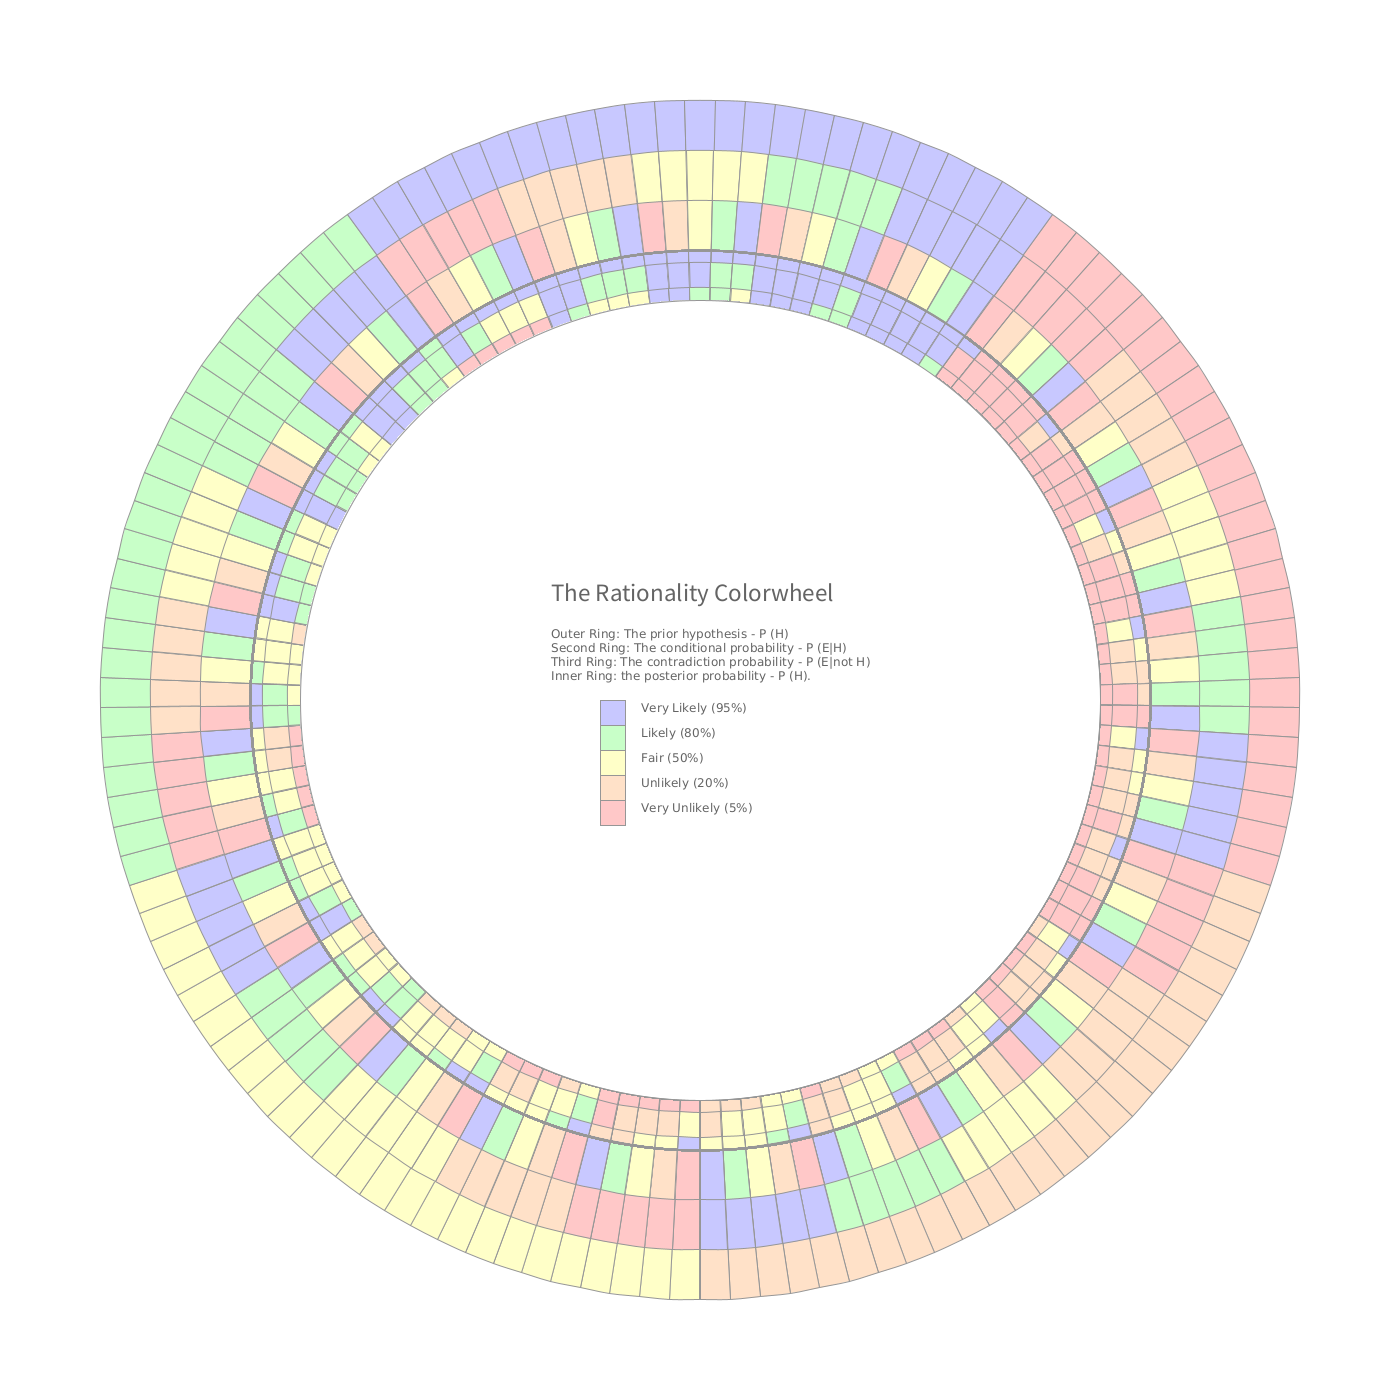 The Rationality Colorwheel
Outer Ring: The prior hypothesis - P (H)
Second Ring: The conditional probability - P (E|H)
Third Ring: The contradiction probability - P (E|not H)
Inner Ring: the posterior probability - P (H).
Very Likely (95%)
Likely (80%)
Fair (50%)
Unlikely (20%)
Very Unlikely (5%)